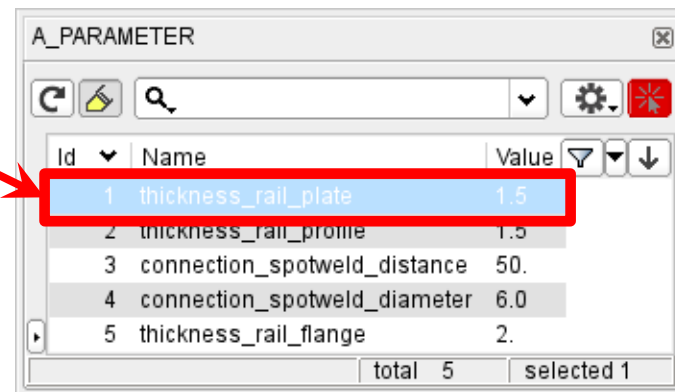 A_PARAMETER
Id Name Value
1 thickness_rail_plate 1.5
2 thickness_rail_profile 1.5
3 connection_spotweld_distance 50.
4 connection_spotweld_diameter 6.0
5 thickness_rail_flange 2.
total 5 selected 1